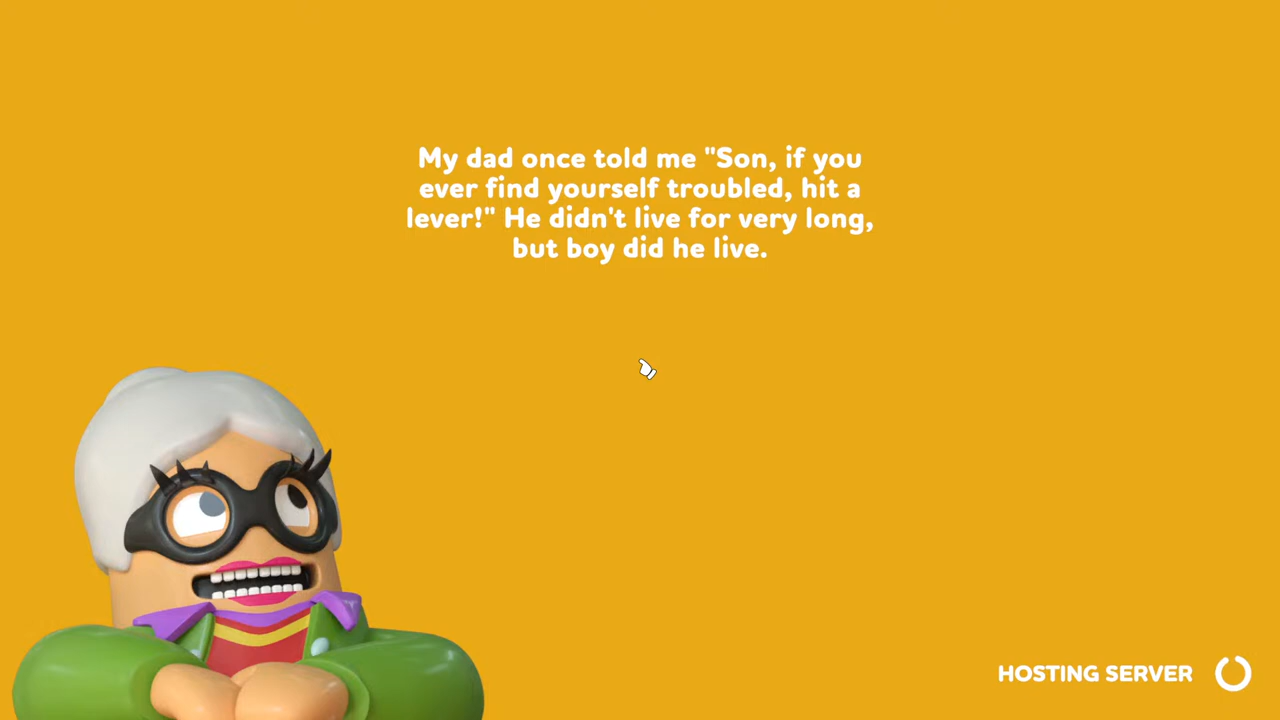 My dad once told me "Son, if you
ever find yourself troubled, hit a
lever!" He didn't live for very long,
but boy did he live.
HOSTING SERVER